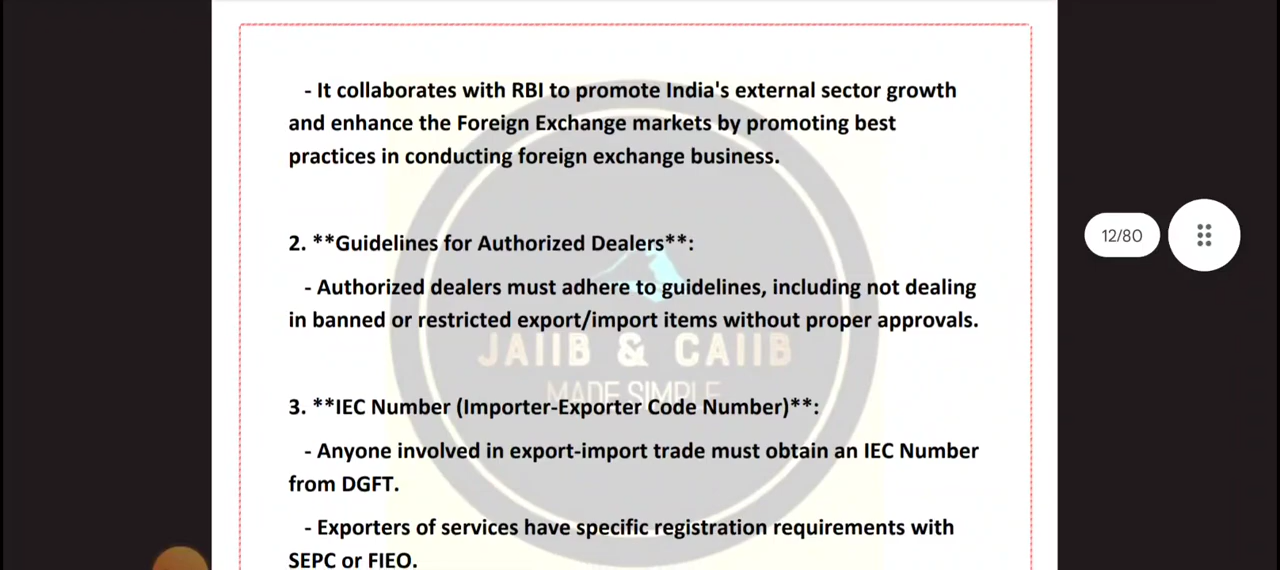 - It collaborates with RBI to promote India's external sector growth
and enhance the Foreign Exchange markets by promoting best
practices in conducting foreign exchange business.
2. **Guidelines for Authorized Dealers**:
- Authorized dealers must adhere to guidelines, including not dealing
in banned or restricted export/import items without proper approvals.
JAIIB & CAIIB
MADE SIMPLE
3. **IEC Number (Importer-Exporter Code Number)**:
- Anyone involved in export-import trade must obtain an IEC Number
from DGFT.
- Exporters of services have specific registration requirements with
SEPC or FIEO.
12/80